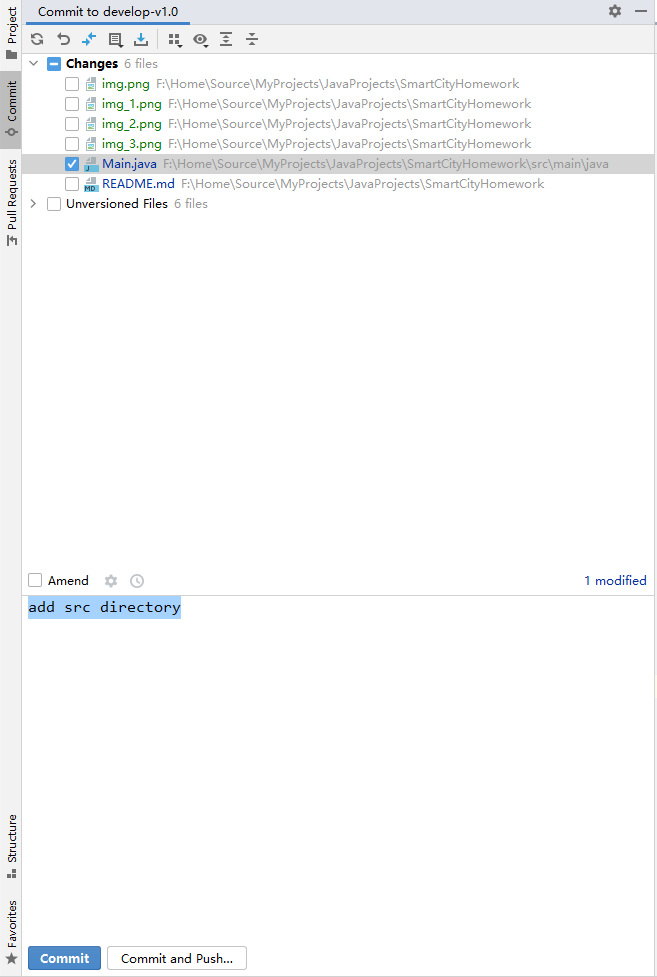 Project
Commit
Pull Requests
Structure
Favorites
Commit to develop-v1.0
Changes 6 files
img.png F:\Home\Source\MyProjects\JavaProjects\SmartCityHomework
img_1.png F:\Home\Source\MyProjects\JavaProjects\SmartCityHomework
img_2.png F:\Home\Source\MyProjects\JavaProjects\SmartCityHomework
img_3.png F:\Home\Source\MyProjects\JavaProjects\SmartCityHomework
Main.java F:\Home\Source\MyProjects\JavaProjects\SmartCityHomework\src\main\java
MD README.md F:\Home\Source\MyProjects\JavaProjects\SmartCityHomework
Unversioned Files 6 files
Amend 1 modified
add src directory
Commit Commit and Push...